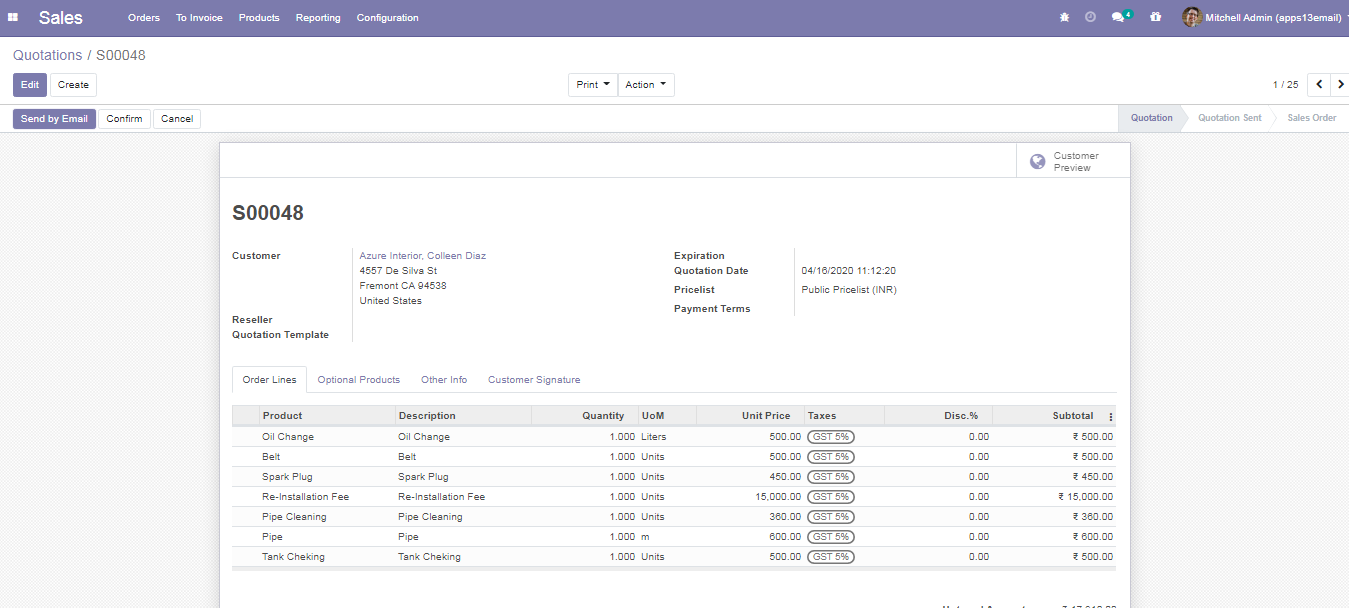 Sales Orders To Invoice Products Reporting Configuration 4 Mitchell Admin (apps13email)
Quotations / S00048
Edit Create Print Action 1 / 25
Send by Email Confirm Cancel Quotation Quotation Sent Sales Order
Customer
Preview
S00048
Customer Azure Interior, Colleen Diaz Expiration
4557 De Silva St Quotation Date 04/16/2020 11:12:20
Fremont CA 94538 Pricelist Public Pricelist (INR)
United States Payment Terms
Reseller
Quotation Template
Order Lines Optional Products Other Info Customer Signature
Product Description Quantity UoM Unit Price Taxes Disc.% Subtotal
Oil Change Oil Change 1.000 Liters 500.00 GST 5% 0.00 ₹ 500.00
Belt Belt 1.000 Units 500.00 GST 5% 0.00 ₹ 500.00
Spark Plug Spark Plug 1.000 Units 450.00 GST 5% 0.00 ₹ 450.00
Re-Installation Fee Re-Installation Fee 1.000 Units 15,000.00 GST 5% 0.00 ₹ 15,000.00
Pipe Cleaning Pipe Cleaning 1.000 Units 360.00 GST 5% 0.00 ₹ 360.00
Pipe Pipe 1.000 m 600.00 GST 5% 0.00 ₹ 600.00
Tank Cheking Tank Cheking 1.000 Units 500.00 GST 5% 0.00 ₹ 500.00